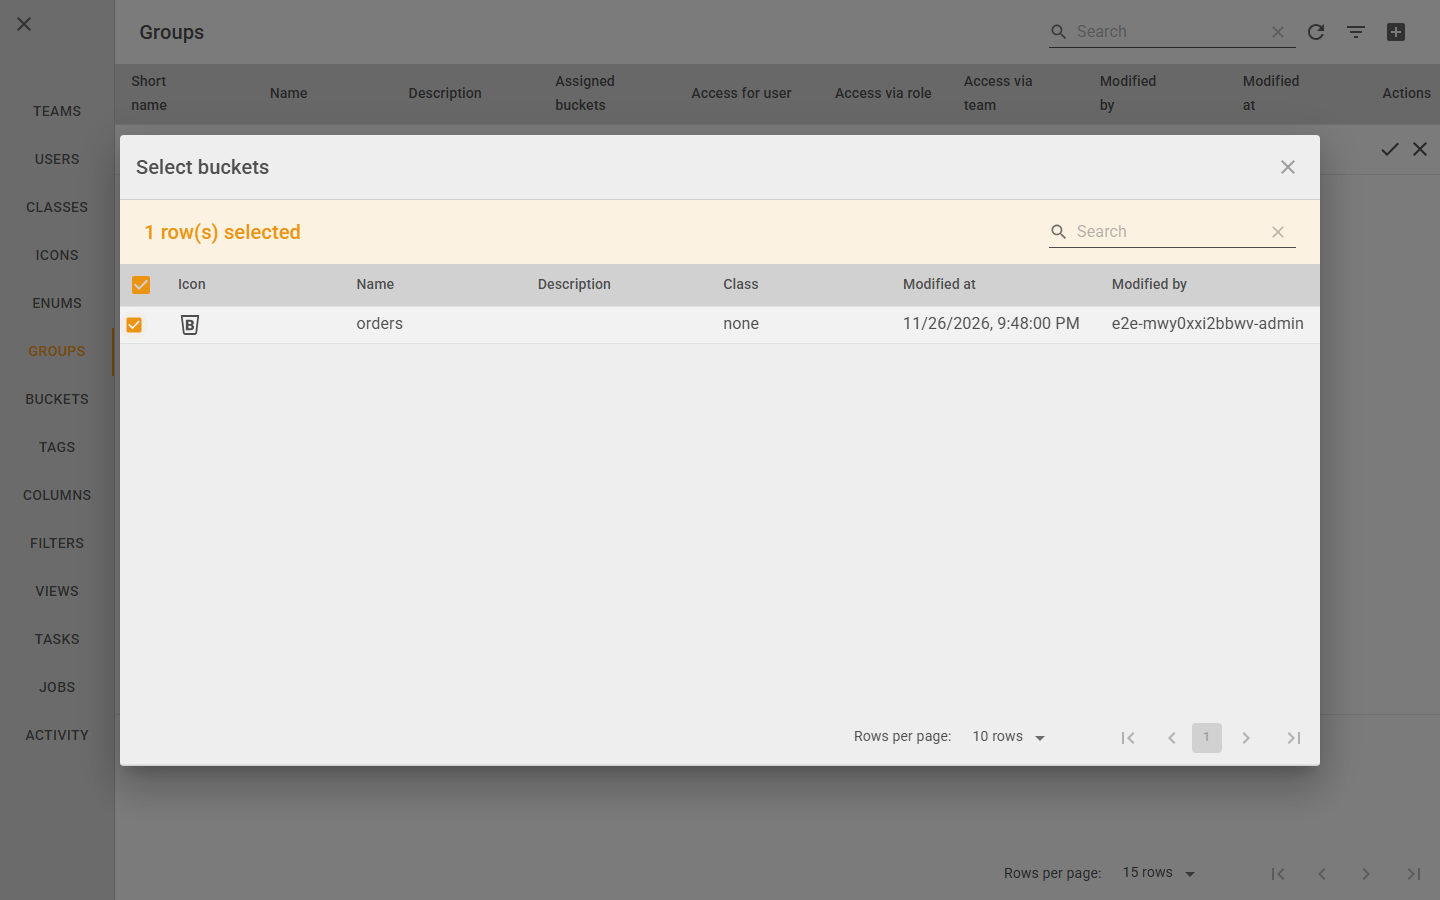 Groups
Search
Short name
Name
Description
Assigned buckets
Access for user
Access via role
Access via team
Modified by
Modified at
Actions
TEAMS
USERS
CLASSES
ICONS
ENUMS
GROUPS
BUCKETS
TAGS
COLUMNS
FILTERS
VIEWS
TASKS
JOBS
ACTIVITY
Select buckets
1 row(s) selected
Search
Icon
Name
Description
Class
Modified at
Modified by
B
orders
none
11/26/2026, 9:48:00 PM
e2e-mwy0xxi2bbwv-admin
Rows per page:
10 rows
1
Rows per page:
15 rows